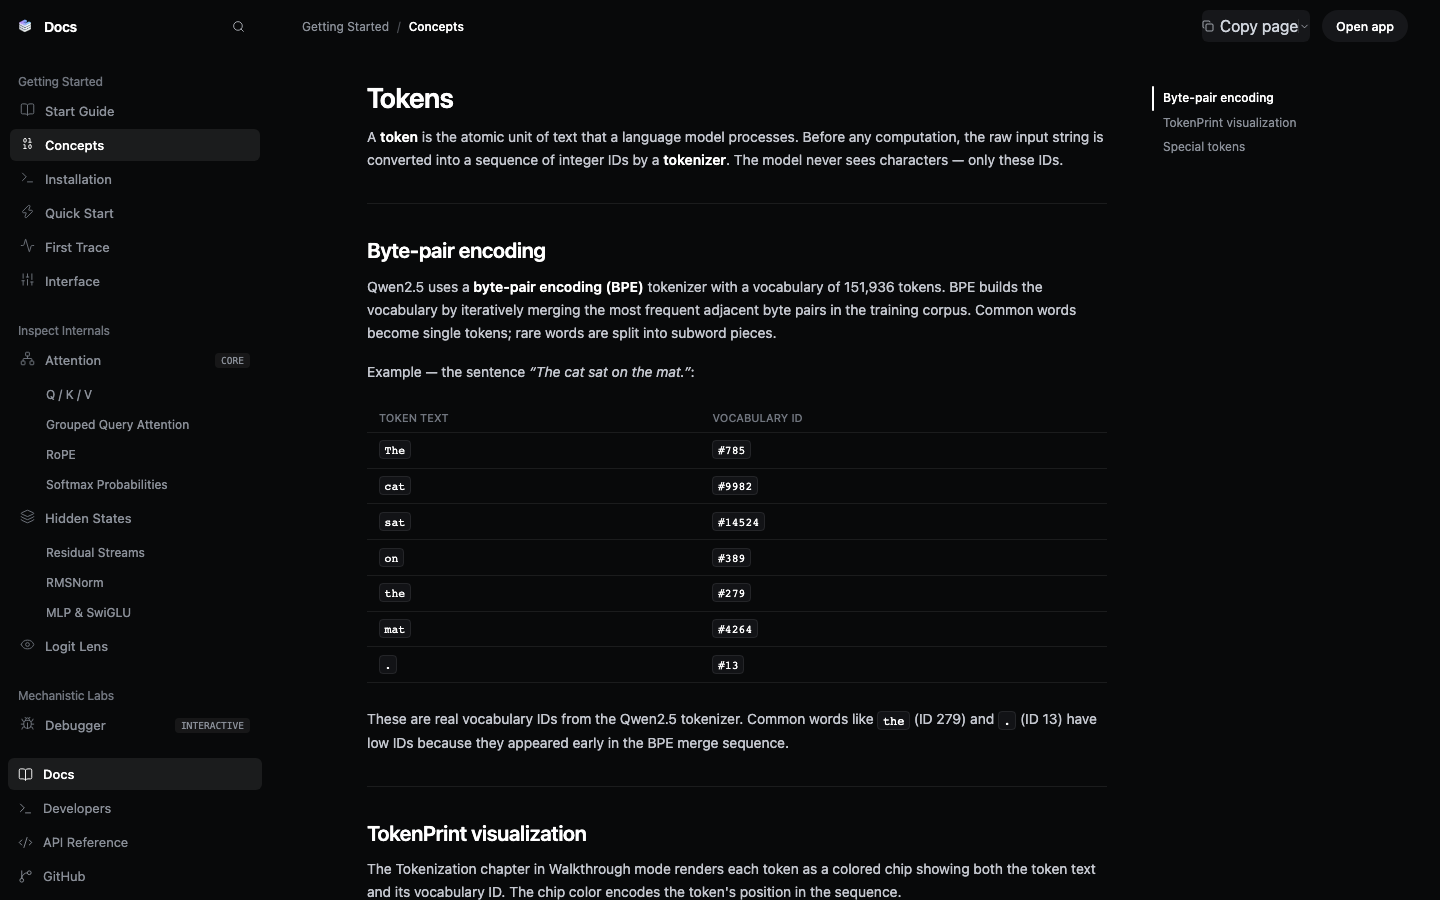 Docs
Getting Started / Concepts
Copy page
Open app
Getting Started
Start Guide
Concepts
Installation
Quick Start
First Trace
Interface
Inspect Internals
Attention CORE
Q / K / V
Grouped Query Attention
RoPE
Softmax Probabilities
Hidden States
Residual Streams
RMSNorm
MLP & SwiGLU
Logit Lens
Mechanistic Labs
Debugger INTERACTIVE
Docs
Developers
API Reference
GitHub
Tokens
A token is the atomic unit of text that a language model processes. Before any computation, the raw input string is
converted into a sequence of integer IDs by a tokenizer. The model never sees characters — only these IDs.
Byte-pair encoding
Qwen2.5 uses a byte-pair encoding (BPE) tokenizer with a vocabulary of 151,936 tokens. BPE builds the
vocabulary by iteratively merging the most frequent adjacent byte pairs in the training corpus. Common words
become single tokens; rare words are split into subword pieces.
Example — the sentence “The cat sat on the mat.”:
TOKEN TEXT VOCABULARY ID
The #785
cat #9982
sat #14524
on #389
the #279
mat #4264
. #13
These are real vocabulary IDs from the Qwen2.5 tokenizer. Common words like the (ID 279) and . (ID 13) have
low IDs because they appeared early in the BPE merge sequence.
TokenPrint visualization
The Tokenization chapter in Walkthrough mode renders each token as a colored chip showing both the token text
and its vocabulary ID. The chip color encodes the token's position in the sequence.
Byte-pair encoding
TokenPrint visualization
Special tokens